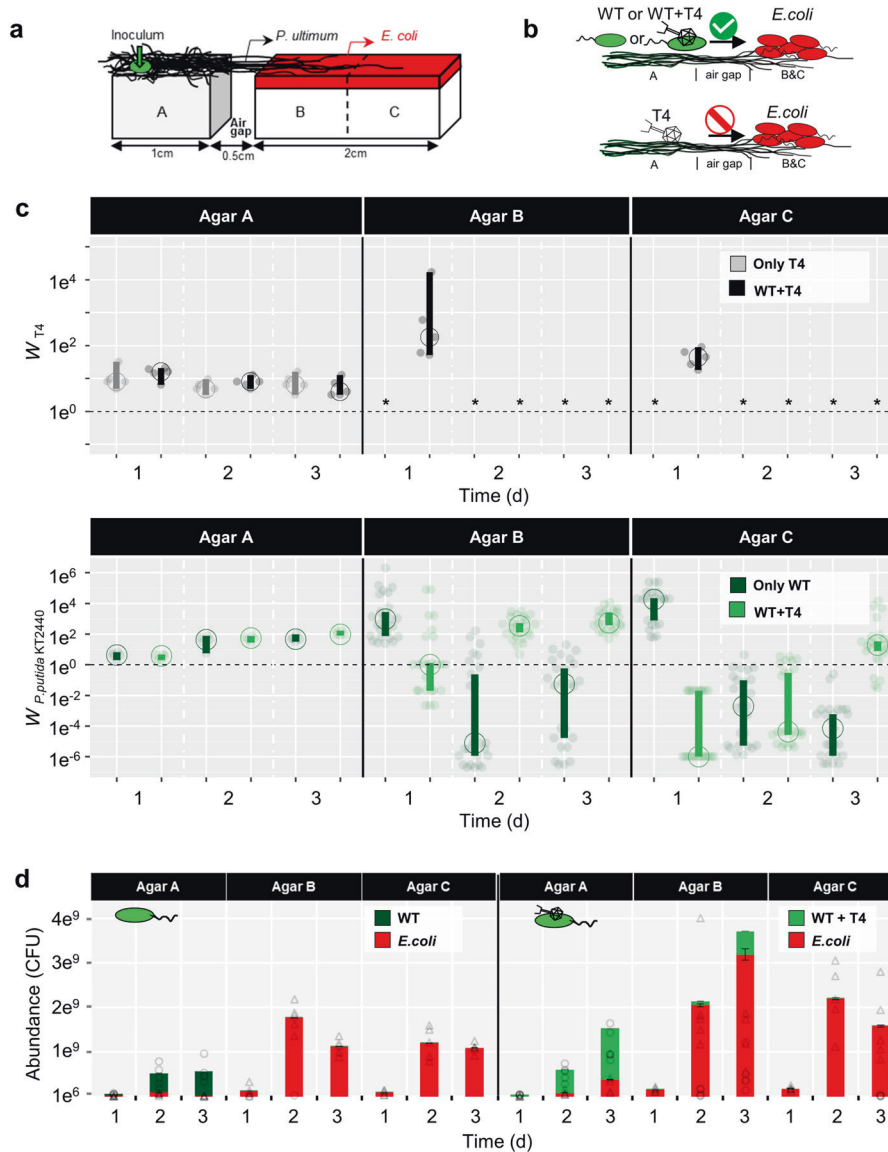 a
Inoculum
P. ultimum
E. coli
A
Air gap
B
C
1cm
0.5cm
2cm
b
WT or WT+T4
E.coli
or
A
| air gap |
B&C
T4
E.coli
A
| air gap |
B&C
c
Agar A
Agar B
Agar C
Only T4
WT+T4
W T4
1e⁴
1e²
1e⁰
* * * * * * * * *
1 2 3 1 2 3 1 2 3
Time (d)
Agar A
Agar B
Agar C
Only WT
WT+T4
W P.putida KT2440
1e⁶
1e⁴
1e²
1e⁰
1e⁻²
1e⁻⁴
1e⁻⁶
1 2 3 1 2 3 1 2 3
Time (d)
d
Agar A
Agar B
Agar C
Agar A
Agar B
Agar C
WT
E.coli
WT + T4
E.coli
Abundance (CFU)
4e⁹
3e⁹
2e⁹
1e⁹
1e⁶
1 2 3 1 2 3 1 2 3 1 2 3 1 2 3 1 2 3
Time (d)